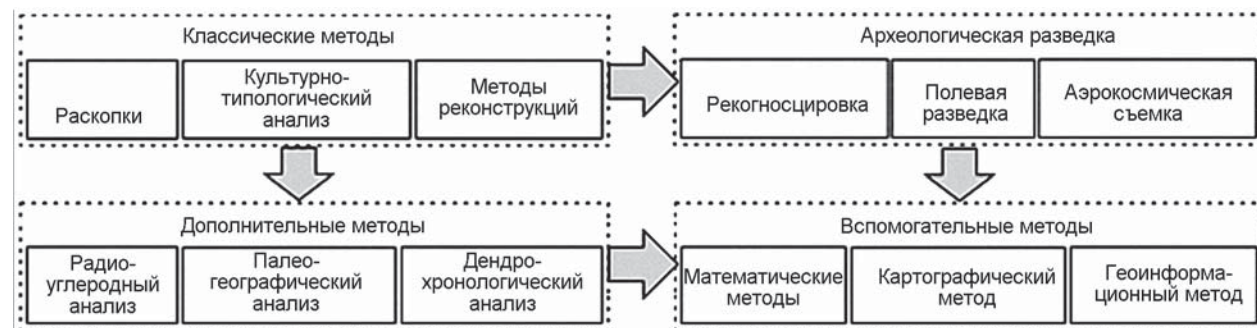 Классические методы
Раскопки
Культурно-
типологический
анализ
Методы
реконструкций
Археологическая разведка
Рекогносцировка
Полевая
разведка
Аэрокосмическая
съемка
Дополнительные методы
Радио-
углеродный
анализ
Палео-
географический
анализ
Дендро-
хронологический
анализ
Вспомогательные методы
Математические
методы
Картографический
метод
Геоинформа-
ционный метод